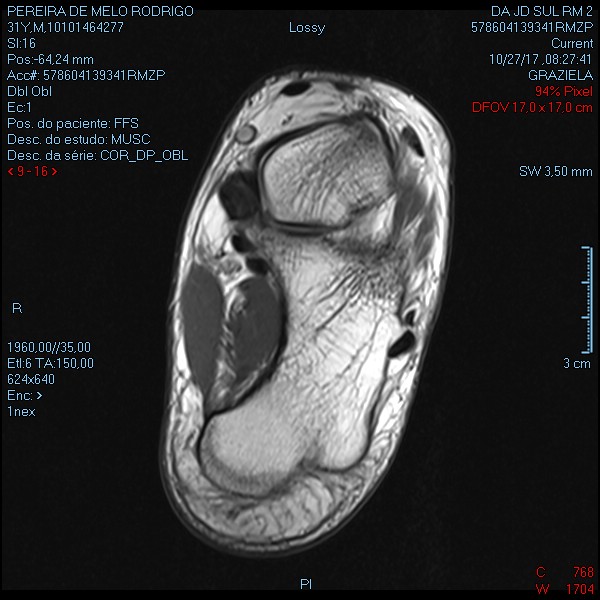 PEREIRA DE MELO RODRIGO
31Y,M,10101464277
Sl:16
Pos:-64,24 mm
Acc#: 578604139341RMZP
Dbl Obl
Ec:1
Pos. do paciente: FFS
Desc. do estudo: MUSC
Desc. da série: COR_DP_OBL
< 9 - 16 >
Lossy
DA JD SUL RM 2
578604139341RMZP
Current
10/27/17 ,08:27:41
GRAZIELA
94% Pixel
DFOV 17,0 x 17,0 cm
SW 3,50 mm
R
3 cm
1960,00//35,00
Etl:6 TA:150,00
624x640
Enc: >
1nex
PI
C 768
W 1704